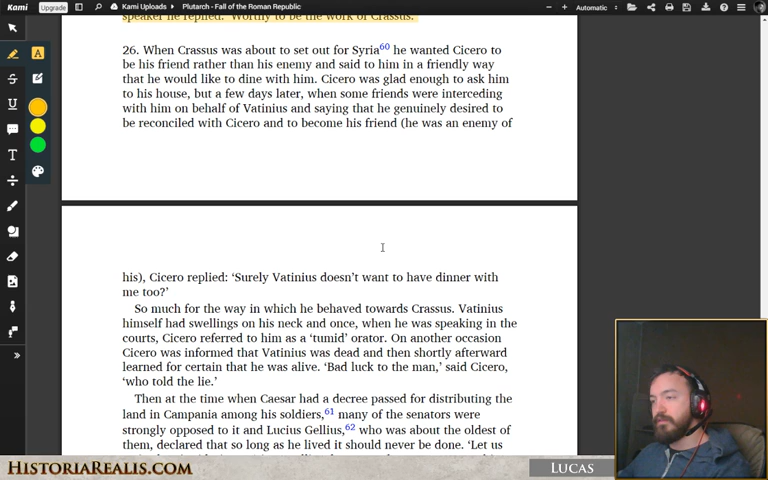 Kami
Upgrade
Kami Uploads > Plutarch - Fall of the Roman Republic
Automatic
speaker he replied: 'Worthy to be the work of Crassus.'
26. When Crassus was about to set out for Syria60 he wanted Cicero to
be his friend rather than his enemy and said to him in a friendly way
that he would like to dine with him. Cicero was glad enough to ask him
to his house, but a few days later, when some friends were interceding
with him on behalf of Vatinius and saying that he genuinely desired to
be reconciled with Cicero and to become his friend (he was an enemy of
his), Cicero replied: ‘Surely Vatinius doesn’t want to have dinner with
me too?’
So much for the way in which he behaved towards Crassus. Vatinius
himself had swellings on his neck and once, when he was speaking in the
courts, Cicero referred to him as a ‘tumid’ orator. On another occasion
Cicero was informed that Vatinius was dead and then shortly afterward
learned for certain that he was alive. ‘Bad luck to the man,’ said Cicero,
‘who told the lie.’
Then at the time when Caesar had a decree passed for distributing the
land in Campania among his soldiers,61 many of the senators were
strongly opposed to it and Lucius Gellius,62 who was about the oldest of
them, declared that so long as he lived it should never be done. ‘Let us
HistoriaRealis.com
Lucas